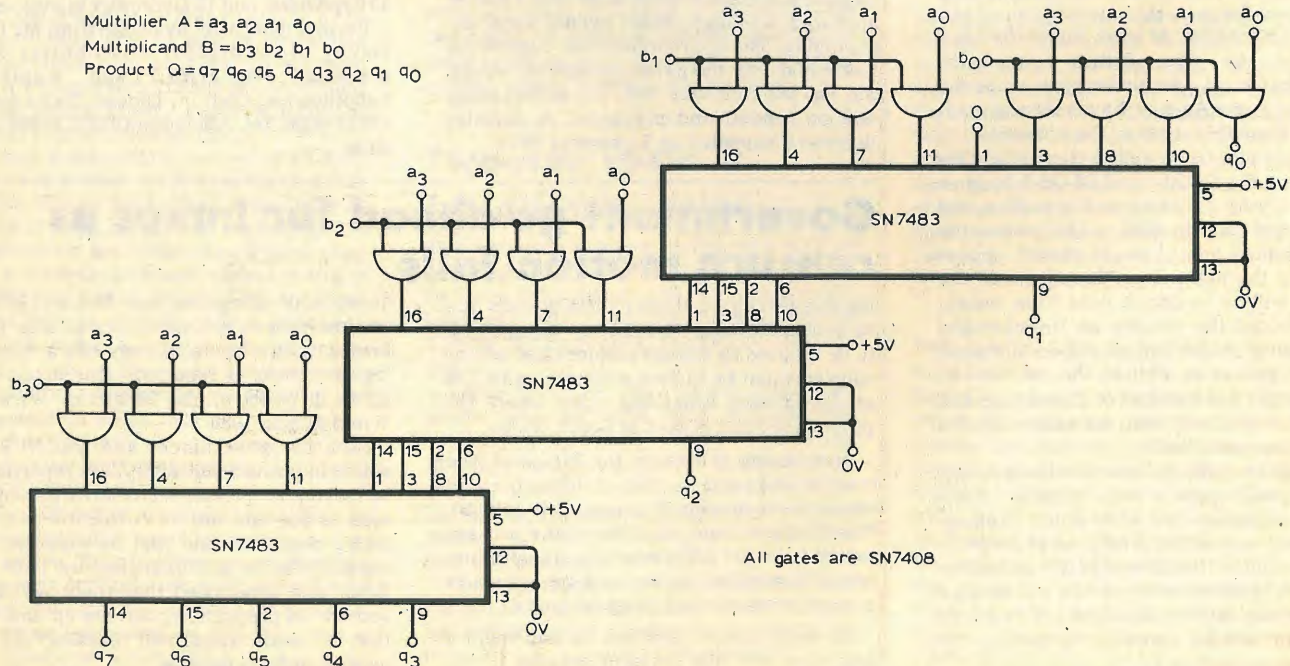 Multiplier A = a3 a2 a1 a0
Multiplicand B = b3 b2 b1 b0
Product Q = q7 q6 q5 q4 q3 q2 q1 q0
a3 a2 a1 a0
a3 a2 a1 a0
b1
b0
0
q0
16 4 7 11 1 3 8 10
SN7483
5
+5V
12
13
0V
14 15 2 6
9
q1
a3 a2 a1 a0
b2
16 4 7 11 1 3 8 10
SN7483
5
+5V
12
13
0V
14 15 2 6
9
q2
a3 a2 a1 a0
b3
16 4 7 11 1 3 8 10
SN7483
5
+5V
12
13
0V
14 15 2 6 9
q7 q6 q5 q4 q3
All gates are SN7408